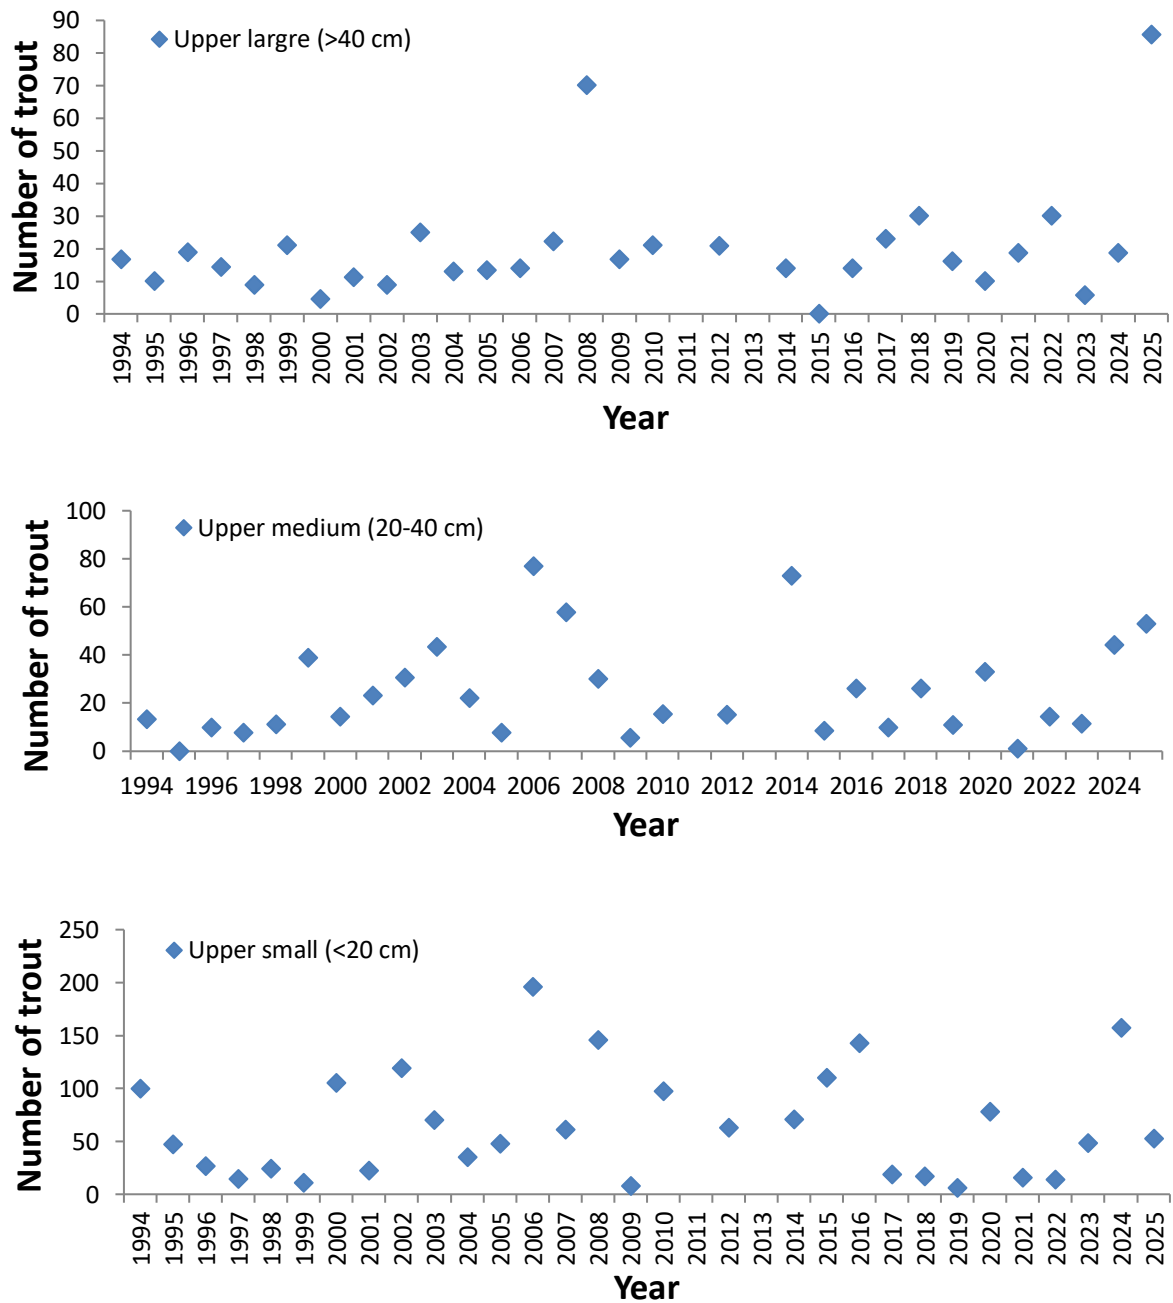 Upper largre (>40 cm)
Number of trout
90
80
70
60
50
40
30
20
10
0
1994 1995 1996 1997 1998 1999 2000 2001 2002 2003 2004 2005 2006 2007 2008 2009 2010 2011 2012 2013 2014 2015 2016 2017 2018 2019 2020 2021 2022 2023 2024 2025
Year
Upper medium (20-40 cm)
Number of trout
100
80
60
40
20
0
1994 1996 1998 2000 2002 2004 2006 2008 2010 2012 2014 2016 2018 2020 2022 2024
Year
Upper small (<20 cm)
Number of trout
250
200
150
100
50
0
1994 1995 1996 1997 1998 1999 2000 2001 2002 2003 2004 2005 2006 2007 2008 2009 2010 2011 2012 2013 2014 2015 2016 2017 2018 2019 2020 2021 2022 2023 2024 2025
Year